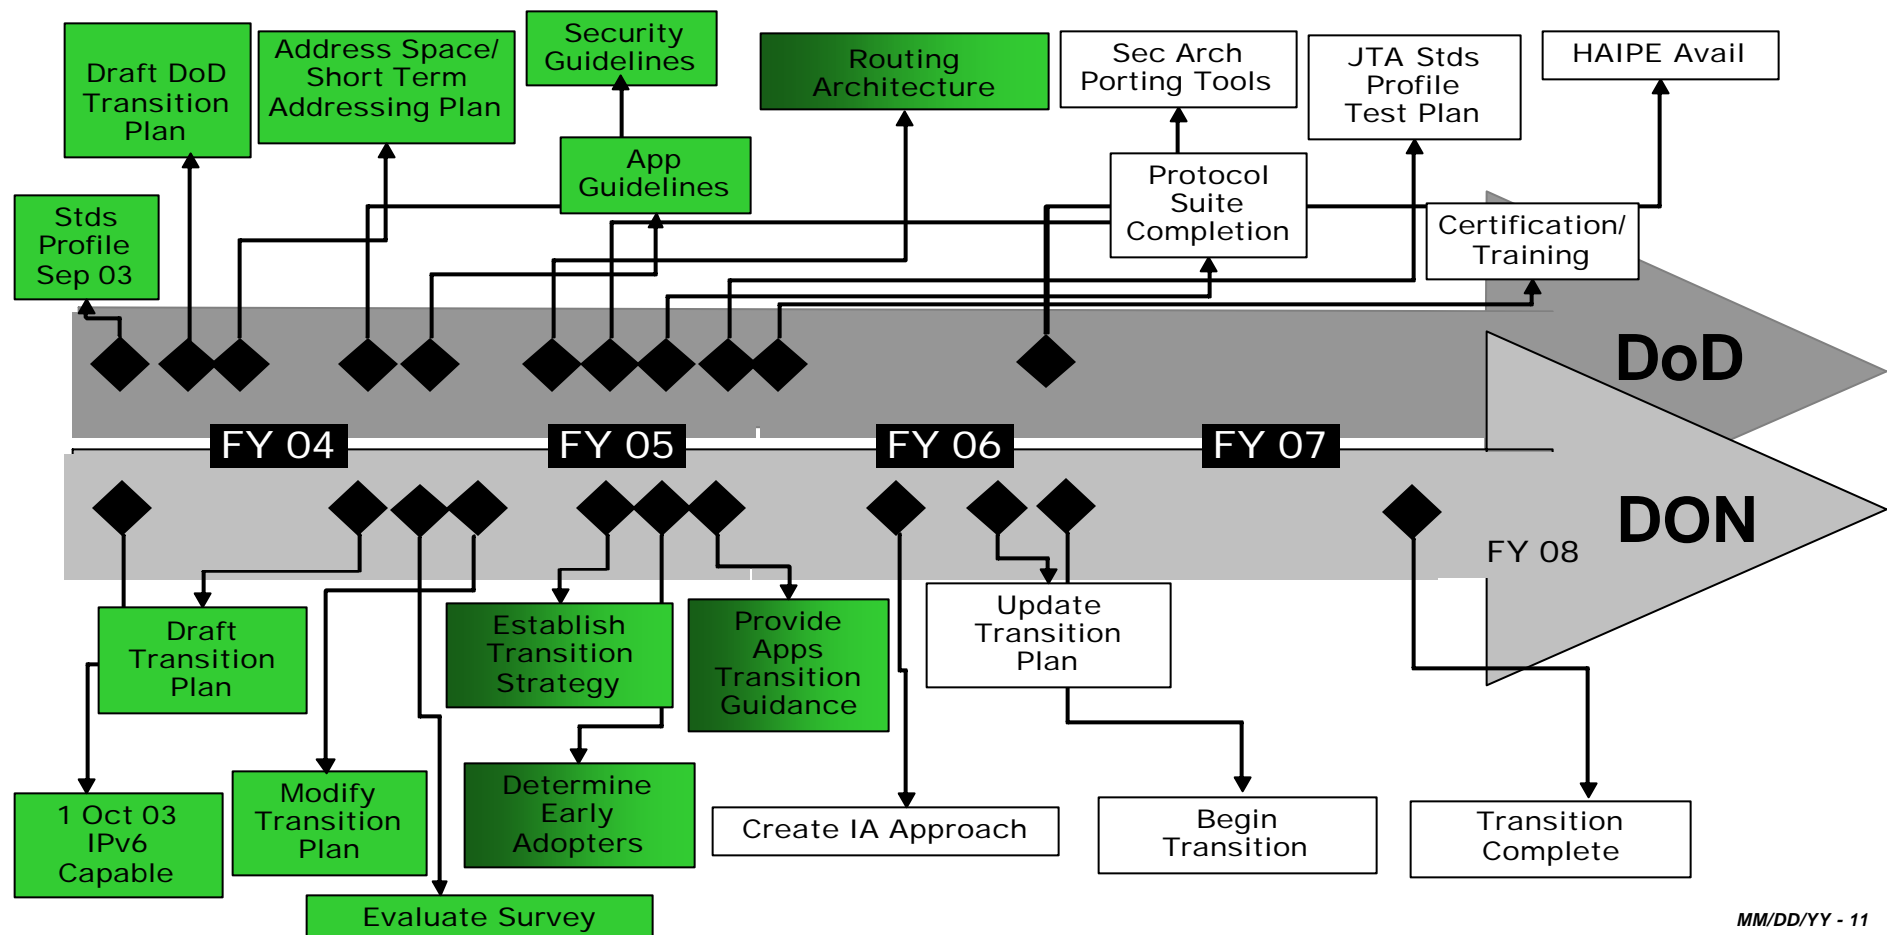 Draft DoD
Transition
Plan
Address Space/
Short Term
Addressing Plan
Security
Guidelines
Routing
Architecture
Sec Arch
Porting Tools
JTA Stds
Profile
Test Plan
HAIPE Avail
App
Guidelines
Protocol
Suite
Completion
Stds
Profile
Sep 03
Certification/
Training
DoD
FY 04
FY 05
FY 06
FY 07
DON
FY 08
Draft
Transition
Plan
Establish
Transition
Strategy
Provide
Apps
Transition
Guidance
Update
Transition
Plan
1 Oct 03
IPv6
Capable
Modify
Transition
Plan
Determine
Early
Adopters
Create IA Approach
Begin
Transition
Transition
Complete
Evaluate Survey
MM/DD/YY - 11